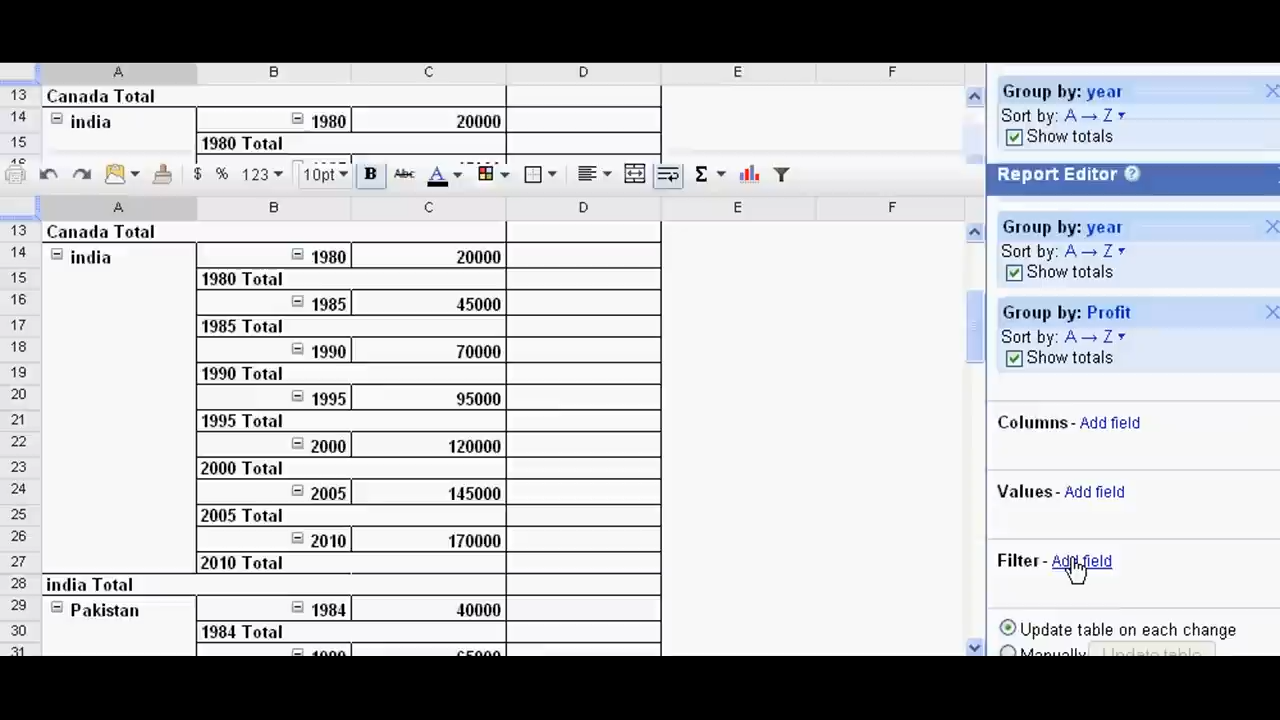 A B C D E F
13 Canada Total
14 india 1980 20000
15 1980 Total
Group by: year
Sort by: A → Z
Show totals
$ % 123 10pt B Abc A Σ
Report Editor ?
A B C D E F
13 Canada Total
14 india 1980 20000
15 1980 Total
16 1985 45000
17 1985 Total
18 1990 70000
19 1990 Total
20 1995 95000
21 1995 Total
22 2000 120000
23 2000 Total
24 2005 145000
25 2005 Total
26 2010 170000
27 2010 Total
28 india Total
29 Pakistan 1984 40000
30 1984 Total
31
Group by: year
Sort by: A → Z
Show totals
Group by: Profit
Sort by: A → Z
Show totals
Columns - Add field
Values - Add field
Filter - Add field
Update table on each change
Manually Update table